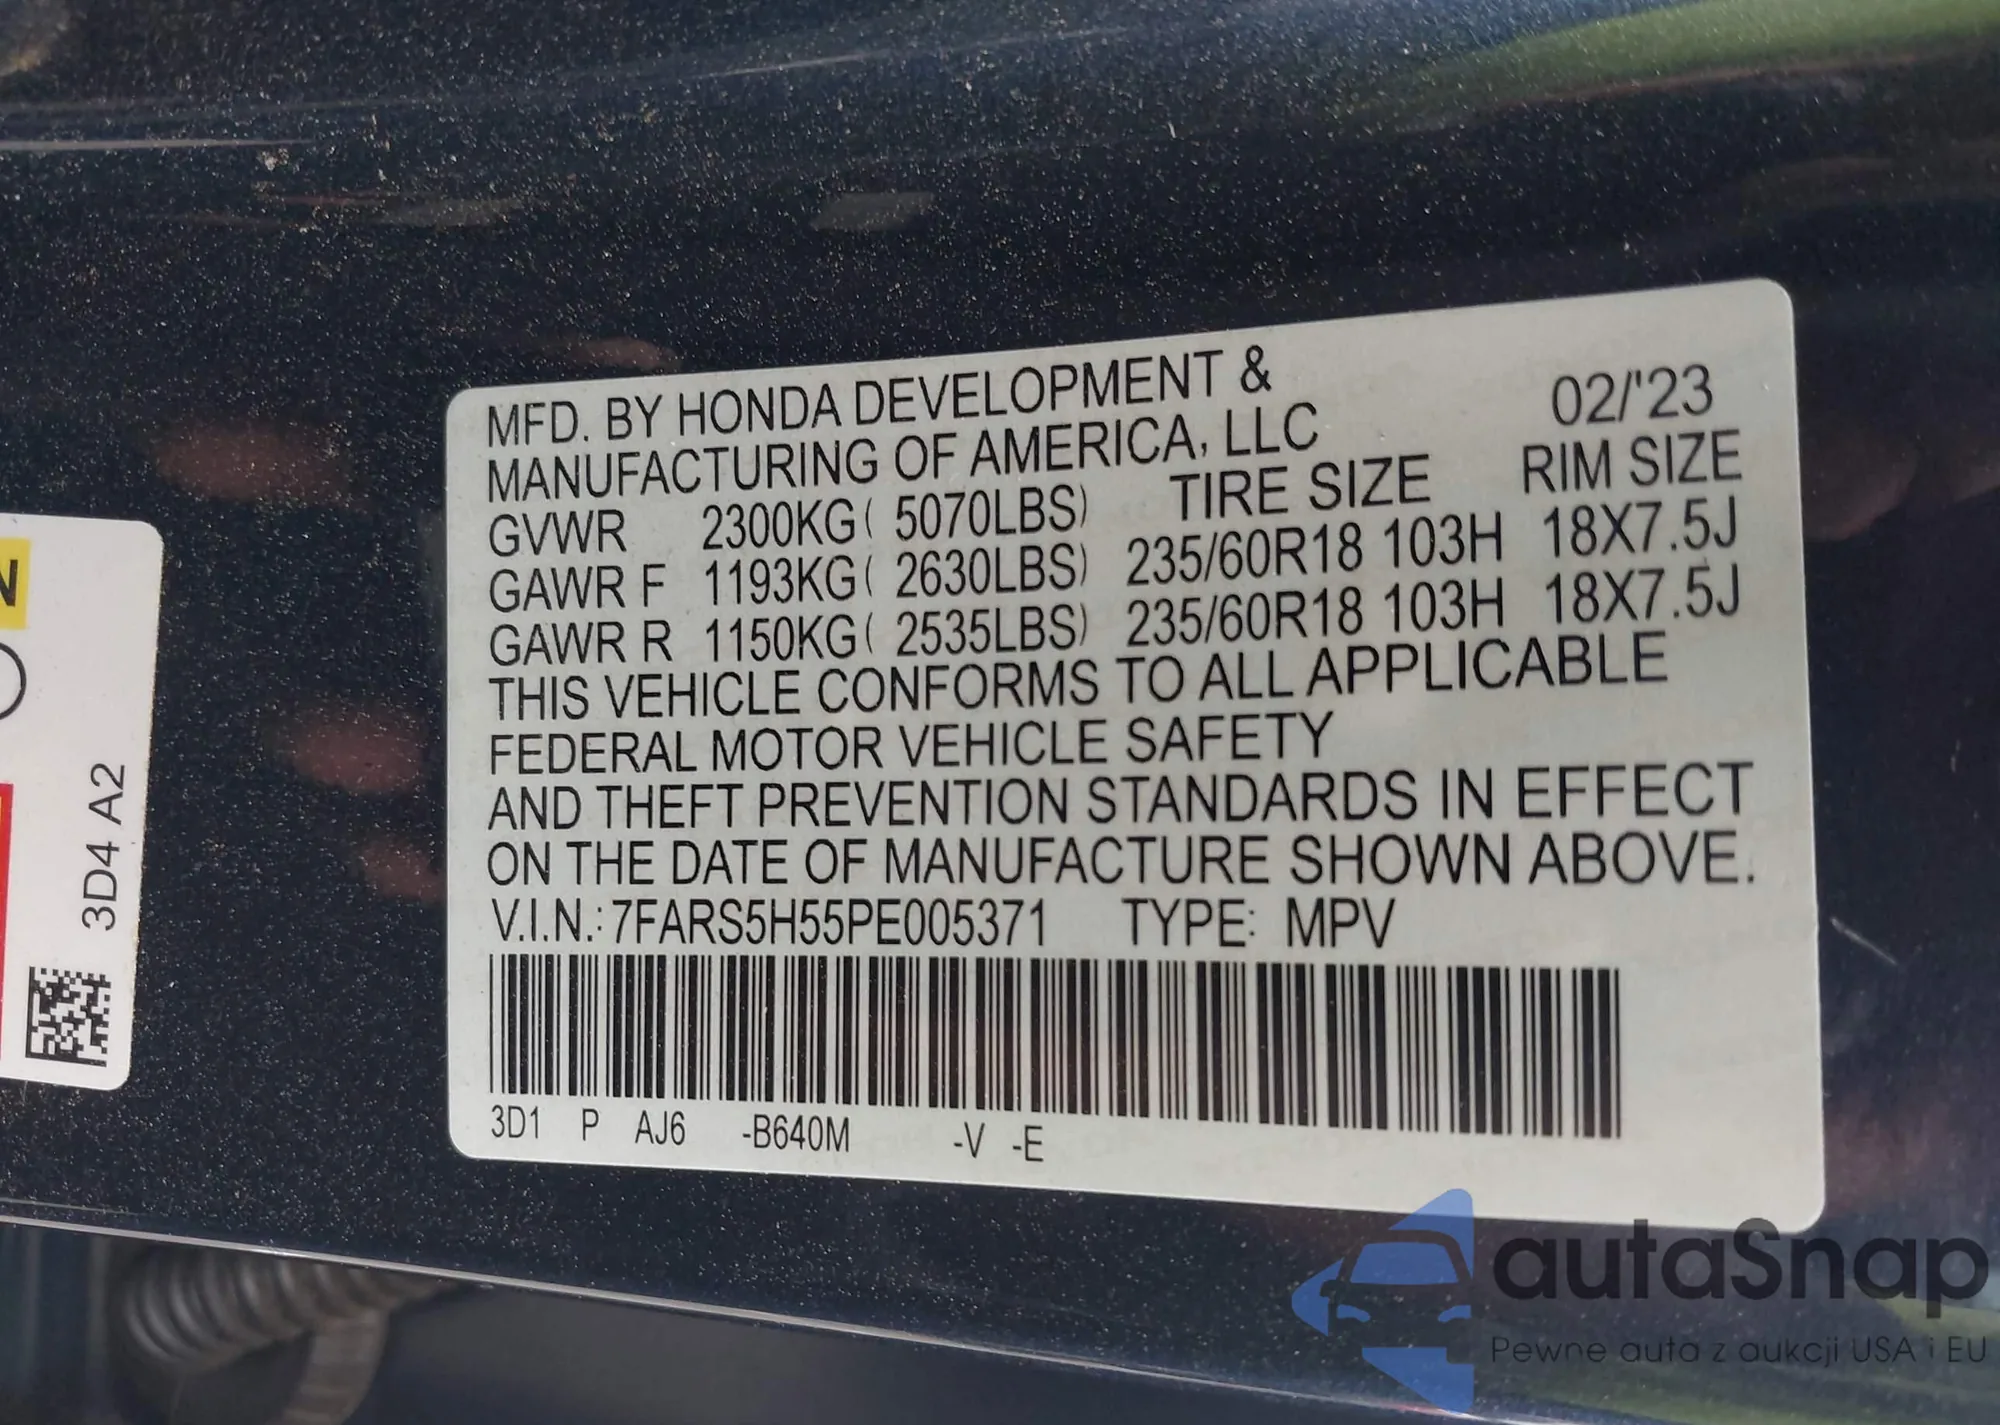 MFD. BY HONDA DEVELOPMENT &
MANUFACTURING OF AMERICA, LLC 02/'23
GVWR 2300KG( 5070LBS) TIRE SIZE RIM SIZE
GAWR F 1193KG( 2630LBS) 235/60R18 103H 18X7.5J
GAWR R 1150KG( 2535LBS) 235/60R18 103H 18X7.5J
THIS VEHICLE CONFORMS TO ALL APPLICABLE
FEDERAL MOTOR VEHICLE SAFETY
AND THEFT PREVENTION STANDARDS IN EFFECT
ON THE DATE OF MANUFACTURE SHOWN ABOVE.
V.I.N.: 7FARS5H55PE005371 TYPE: MPV
3D1 P AJ6 -B640M -V -E
N
3D4 A2
autaSnap
Pewne auta z aukcji USA i EU